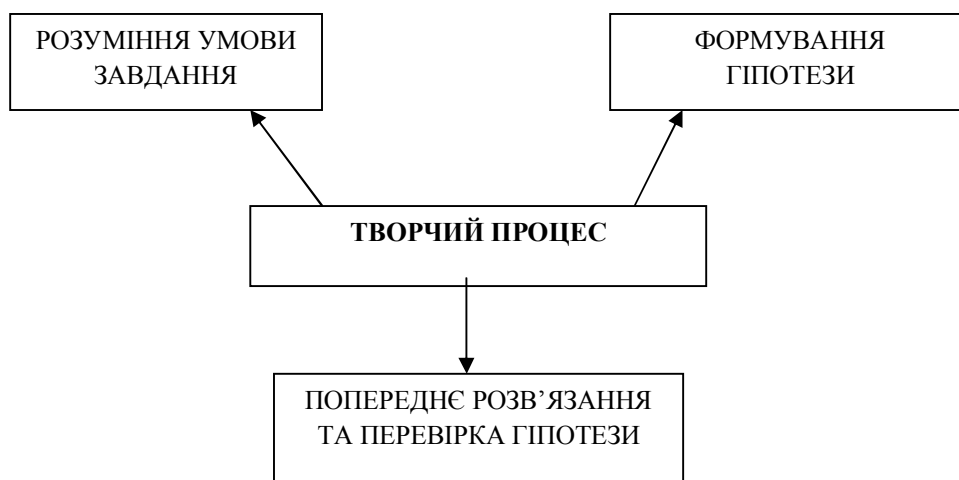 РОЗУМІННЯ УМОВИ
ЗАВДАННЯ
ФОРМУВАННЯ
ГІПОТЕЗИ
ТВОРЧИЙ ПРОЦЕС
ПОПЕРЕДНЄ РОЗВ’ЯЗАННЯ
ТА ПЕРЕВІРКА ГІПОТЕЗИ